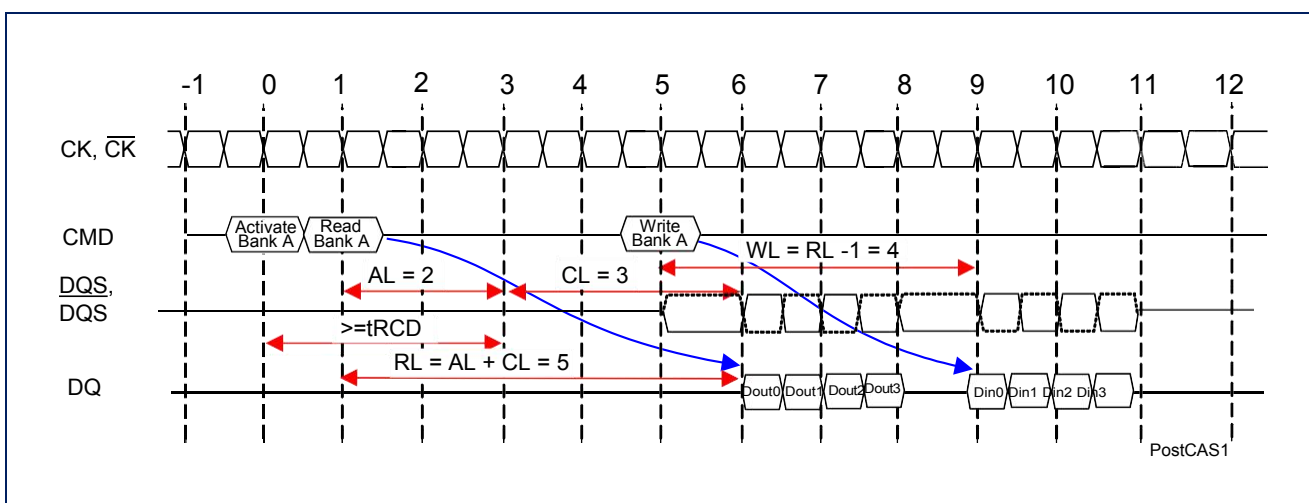 -1 0 1 2 3 4 5 6 7 8 9 10 11 12
CK, C̅K̅
CMD
Activate
Bank A
Read
Bank A
Write
Bank A
WL = RL -1 = 4
AL = 2
CL = 3
DQS,
D̅Q̅S̅
>=tRCD
RL = AL + CL = 5
DQ
Dout0 Dout1 Dout2 Dout3
Din0 Din1 Din2 Din3
PostCAS1